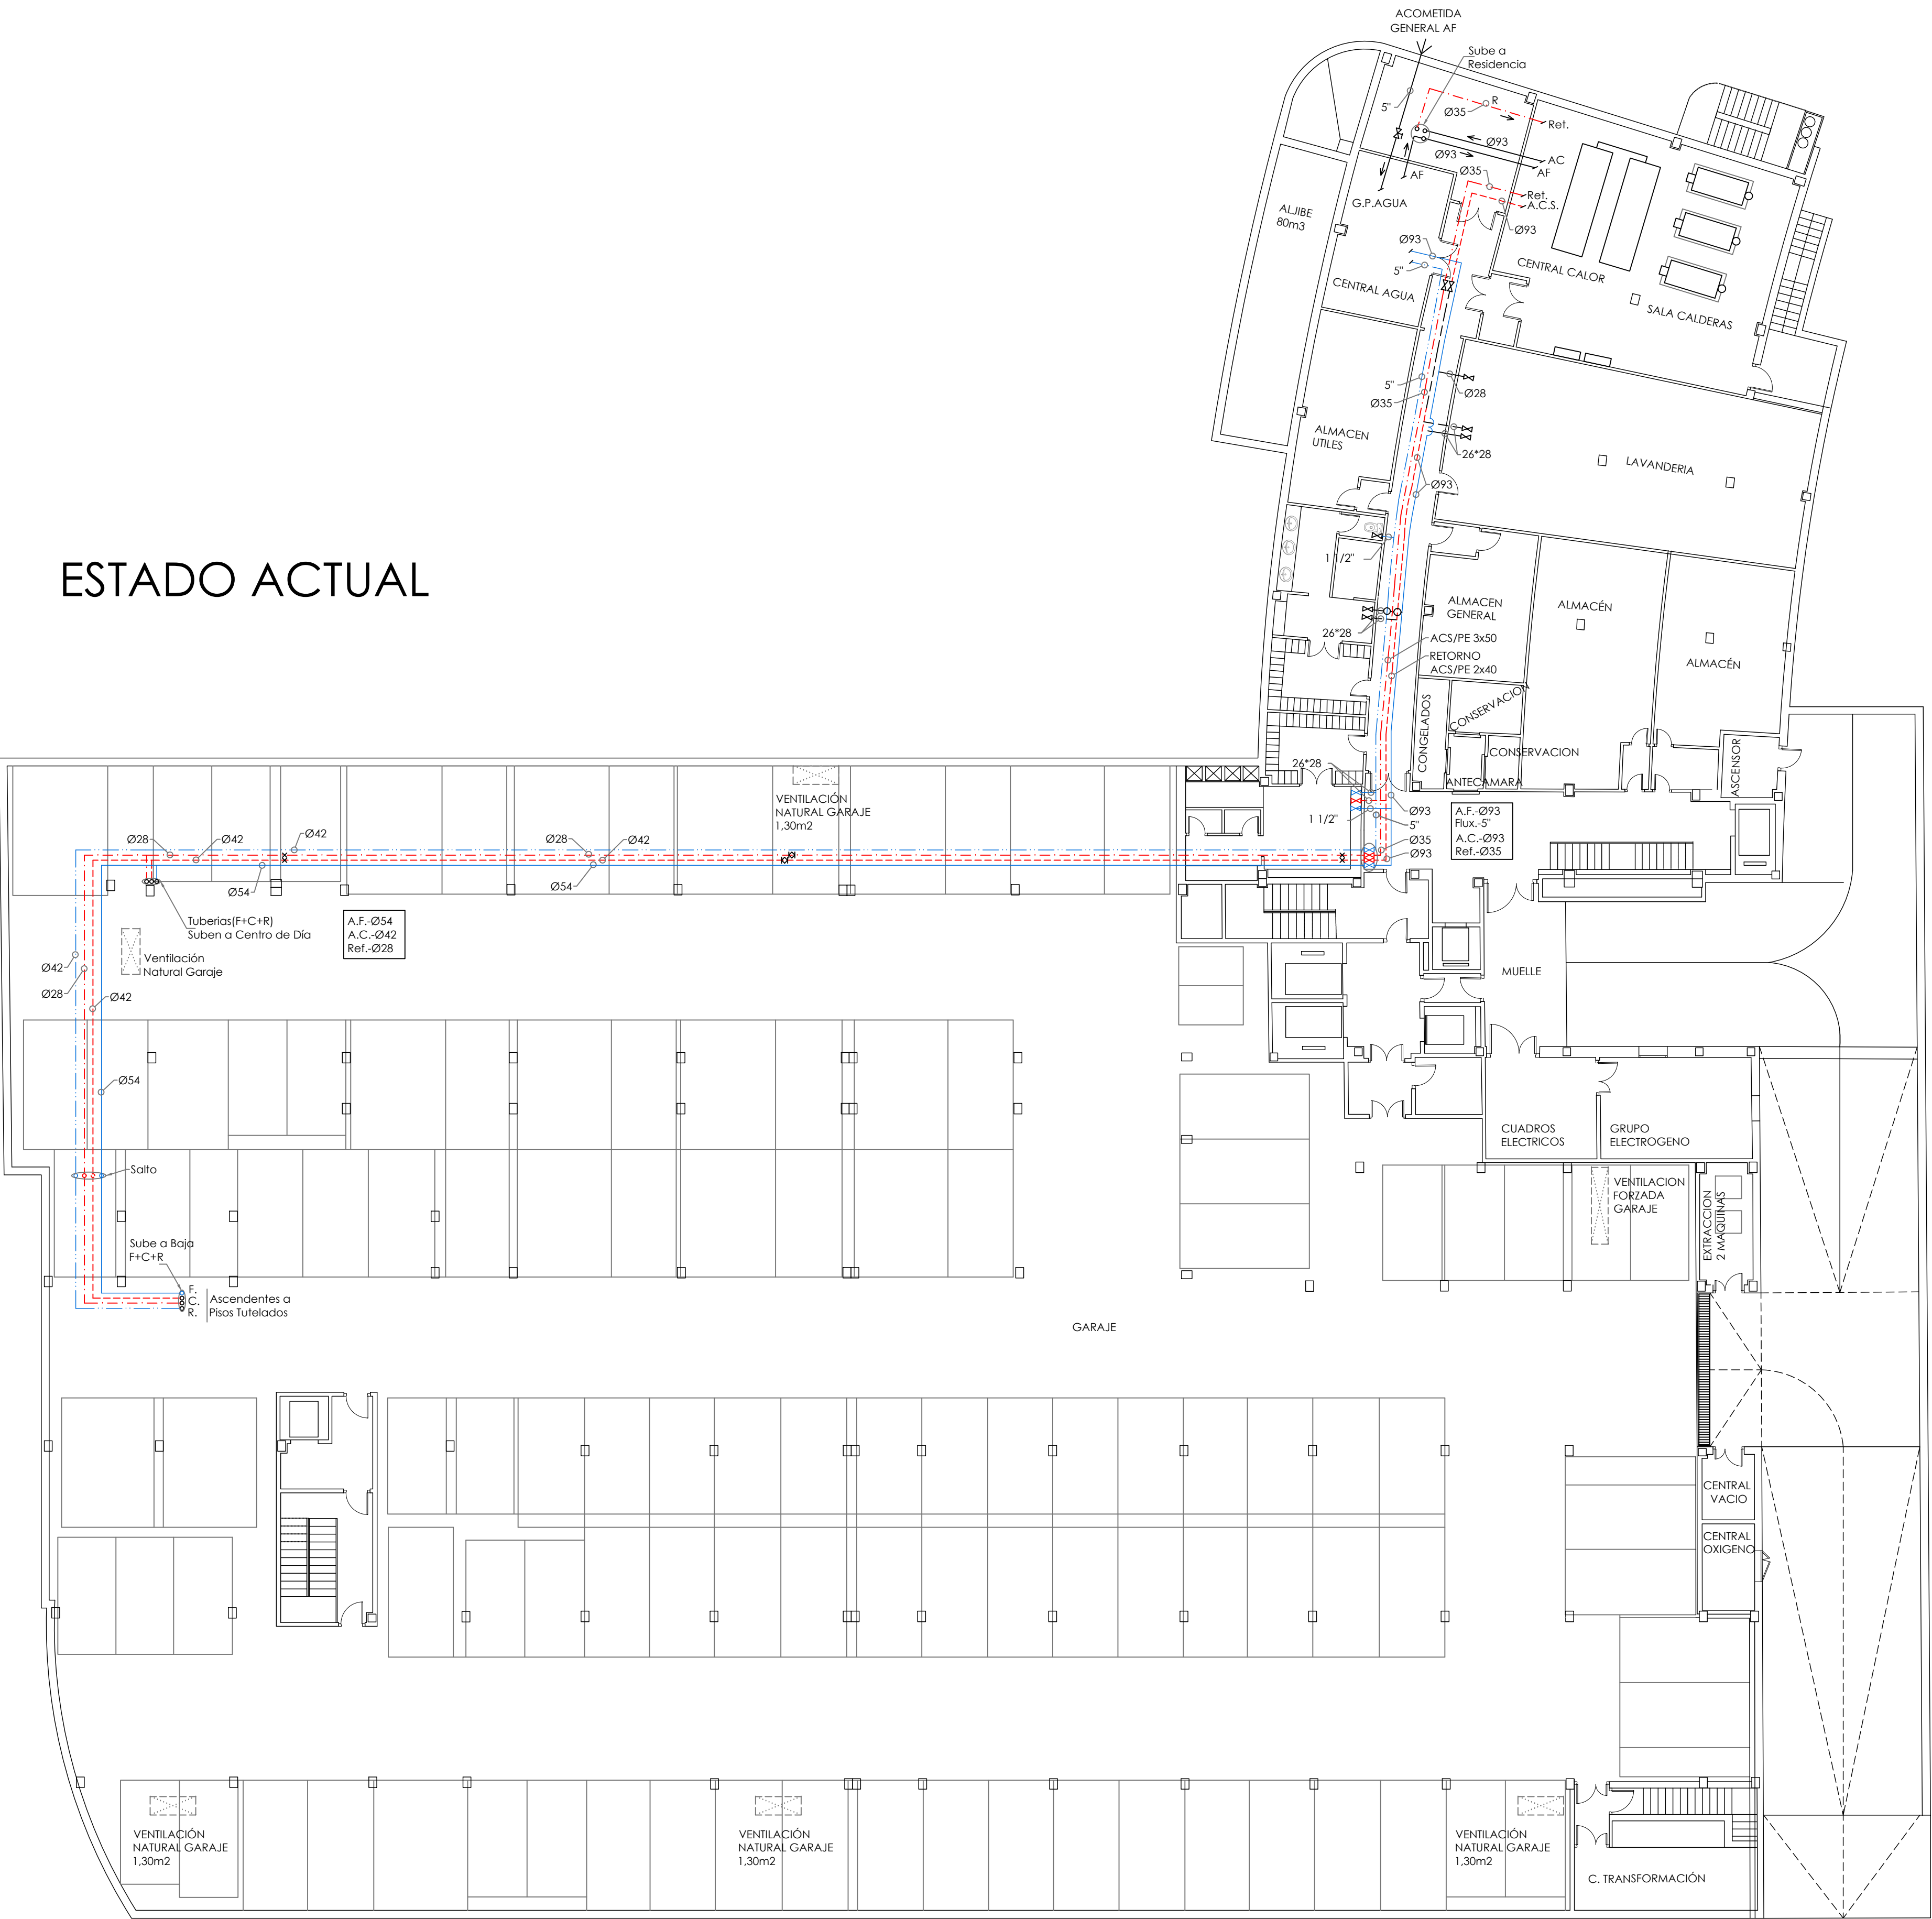 ACOMETIDA
GENERAL AF
Sube a
Residencia
5"
Ø35
R
Ret.
Ø93
Ø93
AC
AF
AF
Ø35
Ret.
A.C.S.
Ø93
G.P.AGUA
ALJIBE
80m3
Ø93
5"
CENTRAL AGUA
CENTRAL CALOR
SALA CALDERAS
5"
Ø35
Ø28
26*28
Ø93
ALMACEN
UTILES
LAVANDERIA
ESTADO ACTUAL
1 1/2"
26*28
ALMACEN
GENERAL
ALMACÉN
ALMACÉN
ACS/PE 3x50
RETORNO
ACS/PE 2x40
CONGELADOS
CONSERVACION
CONSERVACION
ANTECAMARA
ASCENSOR
26*28
1 1/2"
Ø93
5"
Ø35
Ø93
A.F.-Ø93
Flux.-5"
A.C.-Ø93
Ref.-Ø35
VENTILACIÓN
NATURAL GARAJE
1,30m2
Ø28
Ø42
Ø42
Ø54
Ø28
Ø42
Ø54
Tuberias(F+C+R)
Suben a Centro de Día
A.F.-Ø54
A.C.-Ø42
Ref.-Ø28
Ventilación
Natural Garaje
Ø42
Ø28
Ø42
Ø54
MUELLE
Salto
CUADROS
ELECTRICOS
GRUPO
ELECTROGENO
VENTILACION
FORZADA
GARAJE
EXTRACCION
2 MAQUINAS
Sube a Baja
F+C+R
F.
C.
R.
Ascendentes a
Pisos Tutelados
GARAJE
CENTRAL
VACIO
CENTRAL
OXIGENO
VENTILACIÓN
NATURAL GARAJE
1,30m2
VENTILACIÓN
NATURAL GARAJE
1,30m2
VENTILACIÓN
NATURAL GARAJE
1,30m2
C. TRANSFORMACIÓN